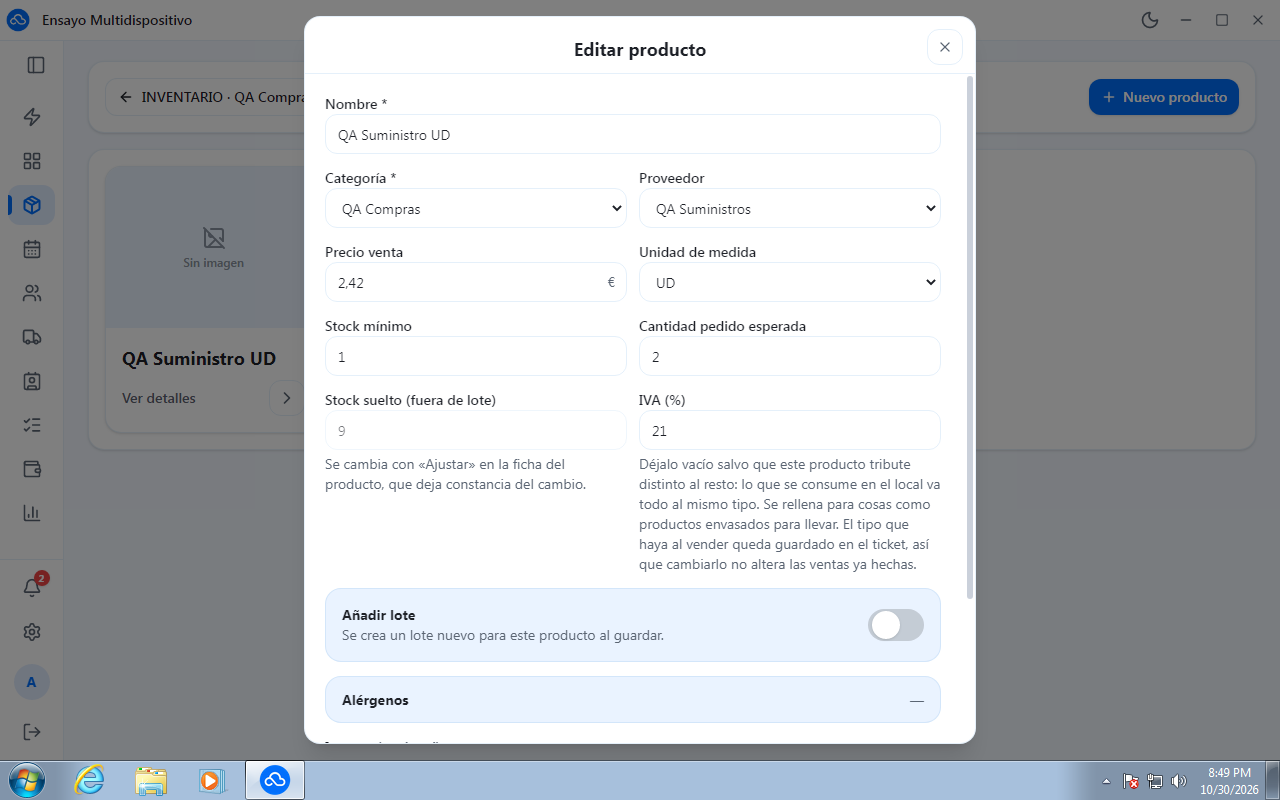 Ensayo Multidispositivo
Editar producto
INVENTARIO · QA Compra
Nuevo producto
Nombre *
QA Suministro UD
Categoría *
Proveedor
QA Compras
QA Suministros
Sin imagen
Precio venta
Unidad de medida
2,42
€
UD
Stock mínimo
Cantidad pedido esperada
1
2
QA Suministro UD
Ver detalles
Stock suelto (fuera de lote)
IVA (%)
9
21
Se cambia con «Ajustar» en la ficha del
producto, que deja constancia del cambio.
Déjalo vacío salvo que este producto tribute
distinto al resto: lo que se consume en el local va
todo al mismo tipo. Se rellena para cosas como
productos envasados para llevar. El tipo que
haya al vender queda guardado en el ticket, así
que cambiarlo no altera las ventas ya hechas.
2
Añadir lote
Se crea un lote nuevo para este producto al guardar.
A
Alérgenos
8:49 PM
10/30/2026